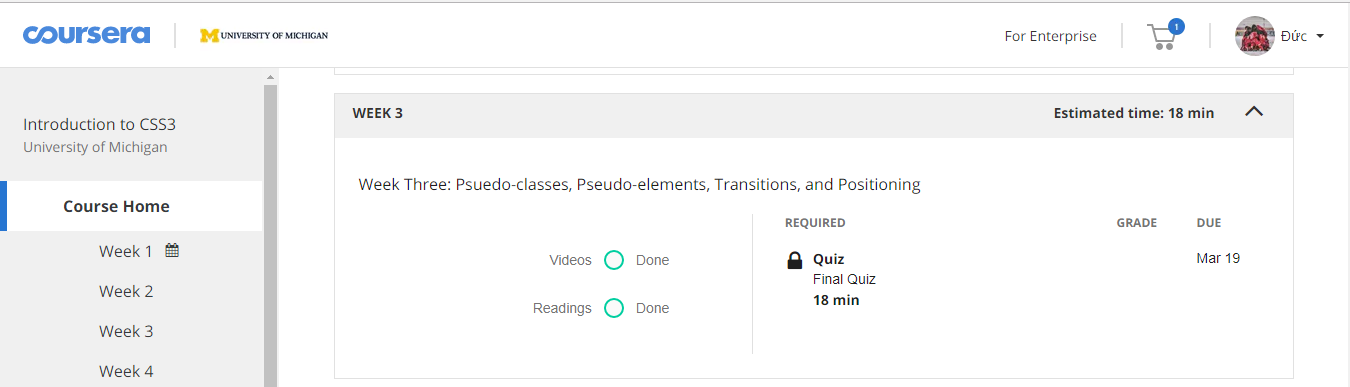 coursera
M UNIVERSITY OF MICHIGAN
For Enterprise
1
Đức
Introduction to CSS3
University of Michigan
Course Home
Week 1
Week 2
Week 3
Week 4
WEEK 3
Estimated time: 18 min
Week Three: Psuedo-classes, Pseudo-elements, Transitions, and Positioning
Videos Done
Readings Done
REQUIRED GRADE DUE
Quiz Mar 19
Final Quiz
18 min